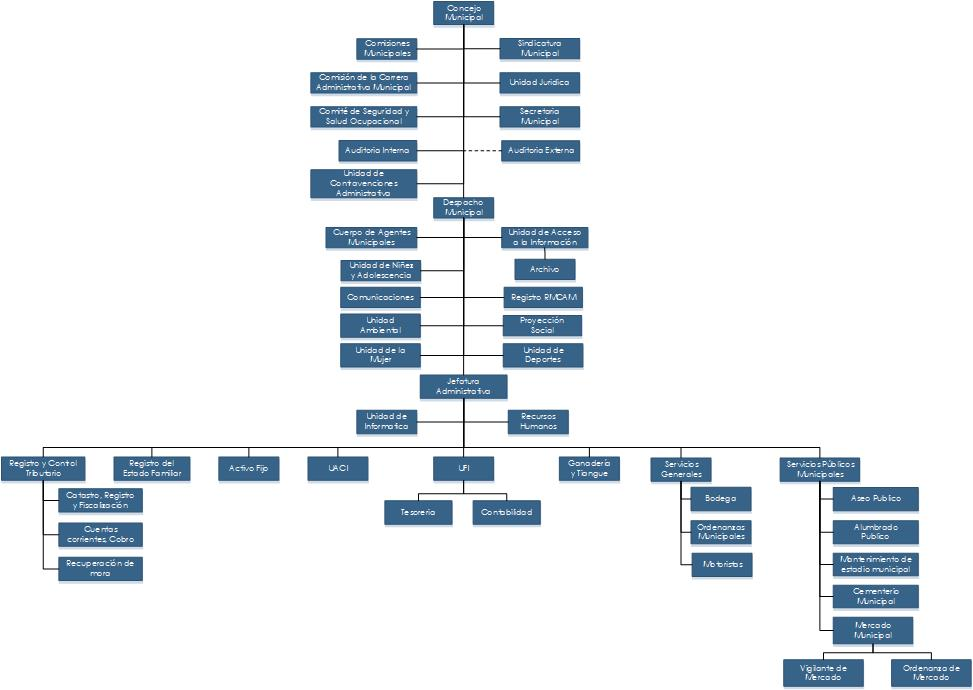 Concejo
Municipal
Comisiones
Municipales
Sindicatura
Municipal
Comisión de la Carrera
Administrativa Municipal
Unidad Juridica
Comité de Seguridad y
Salud Ocupacional
Secretaria
Municipal
Auditoria Interna
Auditoria Externa
Unidad de
Contravenciones
Administrativa
Despacho
Municipal
Cuerpo de Agentes
Municipales
Unidad de Acceso
a la Información
Unidad de Niñez
y Adolescencia
Archivo
Comunicaciones
Registro RMCAM
Unidad
Ambiental
Proyección
Social
Unidad de la
Mujer
Unidad de
Deportes
Jefatura
Administrativa
Unidad de
Informatica
Recursos
Humanos
Registro y Control
Tributario
Registro del
Estado Familiar
Activo Fijo
UACI
UFI
Ganadería
y Tiangue
Servicios
Generales
Servicios Públicos
Municipales
Catastro, Registro
y Fiscalización
Cuentas
corrientes, Cobro
Recuperación de
mora
Tesoreria
Contabilidad
Bodega
Ordenanzas
Municipales
Motoristas
Aseo Publico
Alumbrado
Publico
Mantenimiento de
estadio municipal
Cementerio
Municipal
Mercado
Municipal
Vigilante de
Mercado
Ordenanza de
Mercado